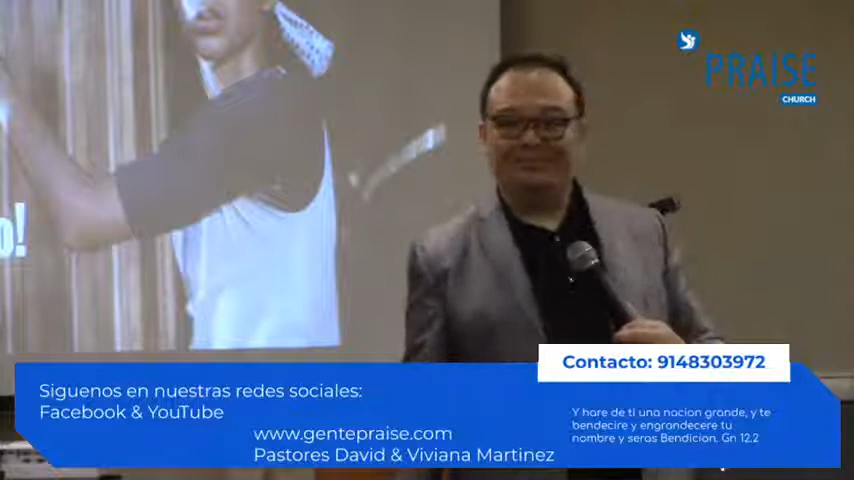 PRAISE
CHURCH
o!
Contacto: 9148303972
Siguenos en nuestras redes sociales:
Facebook & YouTube
www.gentepraise.com
Pastores David & Viviana Martinez
Y hare de ti una nacion grande, y te
bendecire y engrandecere tu
nombre y seras Bendicion. Gn 12.2